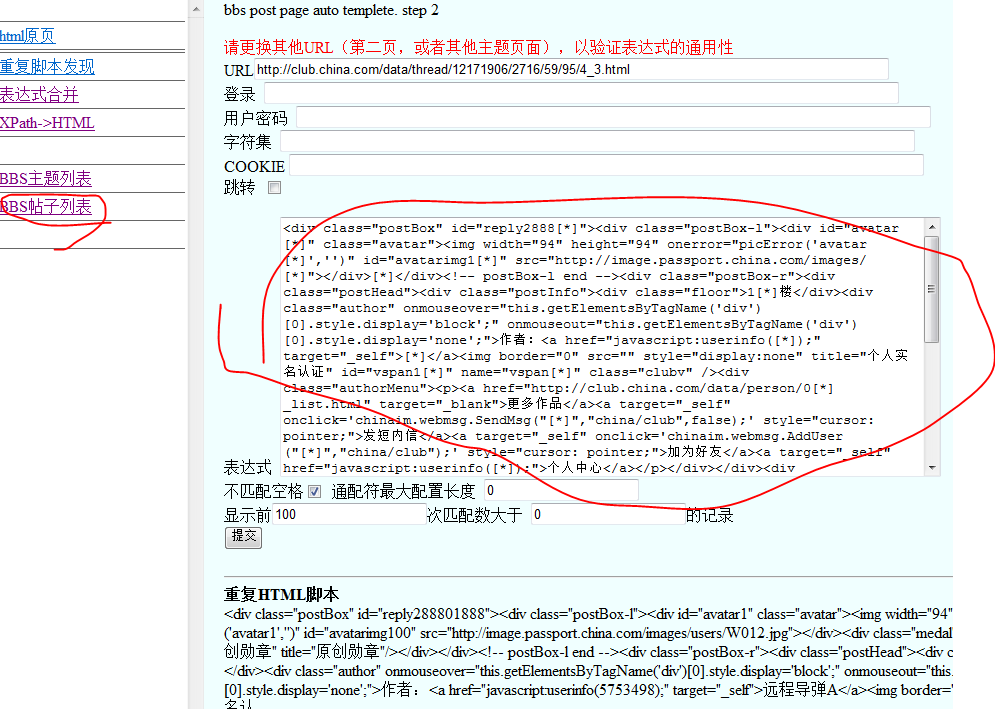 html原页
重复脚本发现
表达式合并
XPath->HTML
BBS主题列表
BBS帖子列表
bbs post page auto templete. step 2
请更换其他URL（第二页，或者其他主题页面），以验证表达式的通用性
URL http://club.china.com/data/thread/12171906/2716/59/95/4_3.html
登录
用户密码
字符集
COOKIE
跳转
<div class="postBox" id="reply2888[*]"><div class="postBox-l"><div id="avatar
[*]" class="avatar"><img width="94" height="94" onerror="picError('avatar
[*]','')" id="avatarimg1[*]" src="http://image.passport.china.com/images/
[*]"></div>[*]</div><!-- postBox-l end --><div class="postBox-r"><div
class="postHead"><div class="postInfo"><div class="floor">1[*]楼</div><div
class="author" onmouseover="this.getElementsByTagName('div')
[0].style.display='block';" onmouseout="this.getElementsByTagName('div')
[0].style.display='none';">作者：<a href="javascript:userinfo([*]);"
target="_self">[*]</a><img border="0" src="" style="display:none" title="个人实
名认证" id="vspan1[*]" name="vspan[*]" class="clubv" /><div
class="authorMenu"><p><a href="http://club.china.com/data/person/0[*]
_list.html" target="_blank">更多作品</a><a target="_self"
onclick='chinaim.webmsg.SendMsg("[*]","china/club",false);' style="cursor:
pointer;">发短内信</a><a target="_self" onclick='chinaim.webmsg.AddUser
("[*]","china/club");' style="cursor: pointer;">加为好友</a><a target="_self"
href="javascript:userinfo([*]);">个人中心</a></p></div></div><div
表达式
不匹配空格 通配符最大配置长度 0
显示前 100 次匹配数大于 0 的记录
提交
重复HTML脚本
<div class="postBox" id="reply288801888"><div class="postBox-l"><div id="avatar1" class="avatar"><img width="94"
('avatar1','')" id="avatarimg100" src="http://image.passport.china.com/images/users/W012.jpg"></div><div class="medal
创勋章" title="原创勋章"/></div></div><!-- postBox-l end --><div class="postBox-r"><div class="postHead"><div c
</div><div class="author" onmouseover="this.getElementsByTagName('div')[0].style.display='block';" onmouseout="this.
[0].style.display='none';">作者：<a href="javascript:userinfo(5753498);" target="_self">远程导弹A</a><img border="
名认